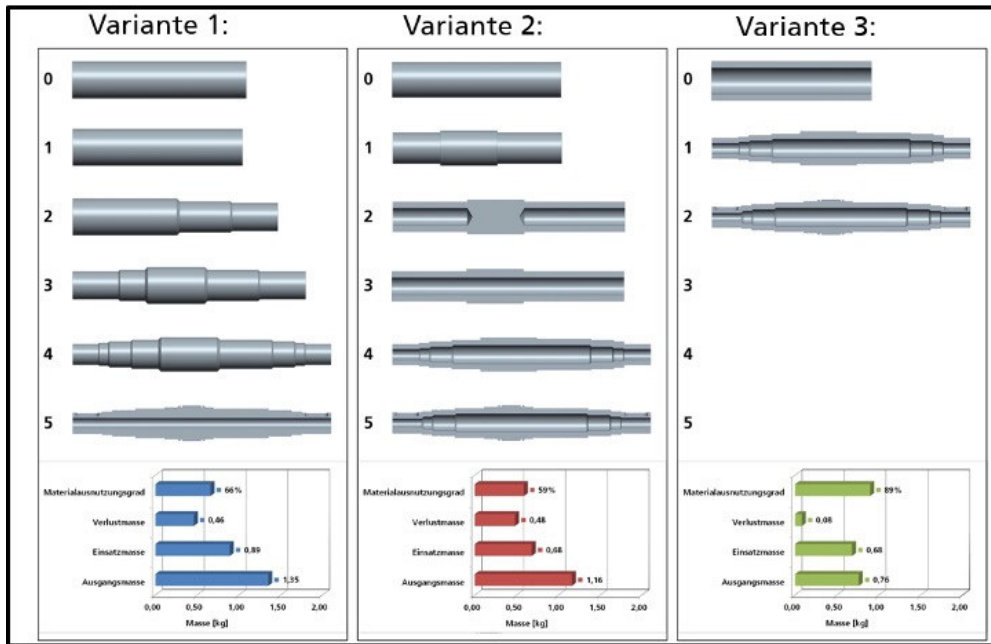 Variante 1:
0
1
2
3
4
5
Materialausnutzungsgrad
66%
Verlustmasse
0,46
Einsatzmasse
0,89
Ausgangsmasse
1,35
0,00 0,50 1,00 1,50 2,00
Masse [kg]
Variante 2:
0
1
2
3
4
5
Materialausnutzungsgrad
59%
Verlustmasse
0,48
Einsatzmasse
0,68
Ausgangsmasse
1,16
0,00 0,50 1,00 1,50 2,00
Masse [kg]
Variante 3:
0
1
2
3
4
5
Materialausnutzungsgrad
89%
Verlustmasse
0,08
Einsatzmasse
0,68
Ausgangsmasse
0,76
0,00 0,50 1,00 1,50 2,00
Masse [kg]